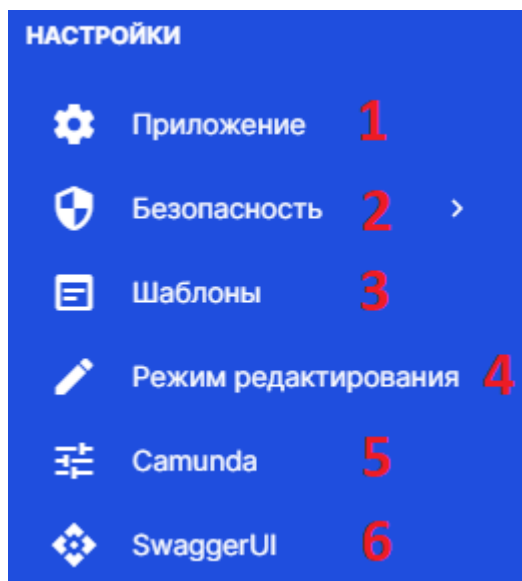 НАСТРОЙКИ
Приложение 1
Безопасность 2
Шаблоны 3
Режим редактирования 4
Camunda 5
SwaggerUI 6